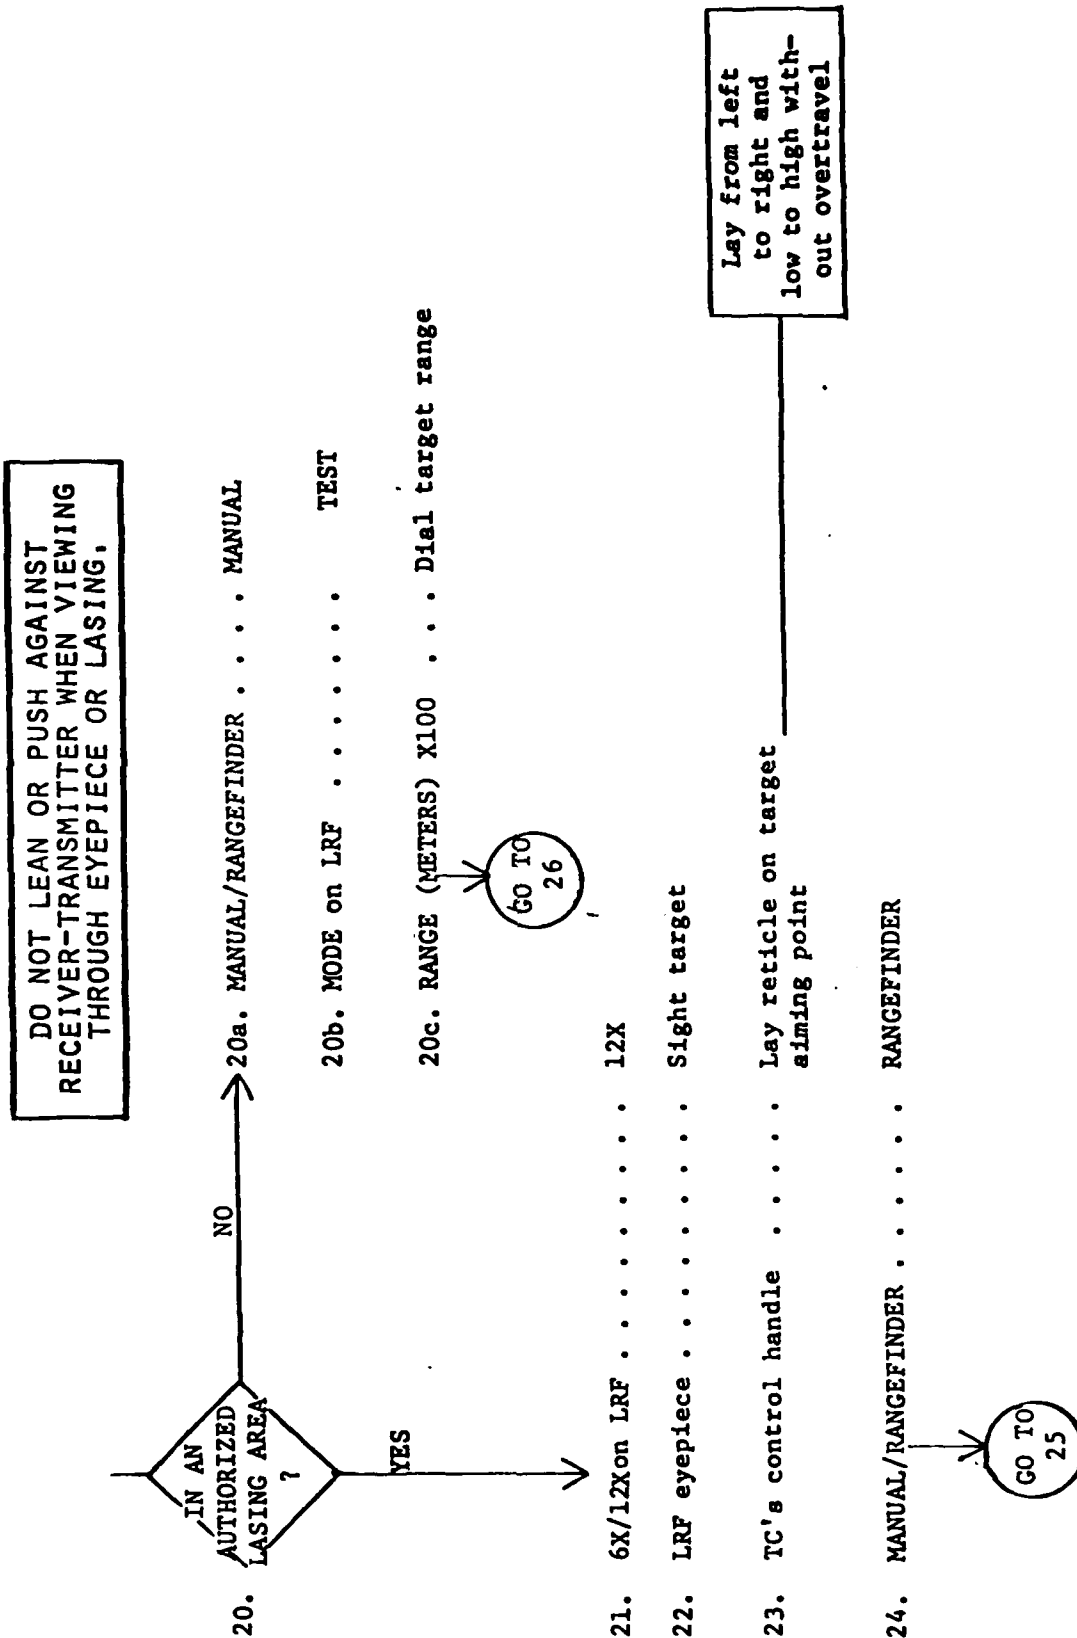 DO NOT LEAN OR PUSH AGAINST
RECEIVER-TRANSMITTER WHEN VIEWING
THROUGH EYEPIECE OR LASING.
20.
IN AN
AUTHORIZED
LASING AREA
?
NO
YES
20a. MANUAL/RANGEFINDER . . . . MANUAL
20b. MODE on LRF . . . . . . . TEST
20c. RANGE (METERS) X100 . . . Dial target range
GO TO
26
21. 6X/12Xon LRF . . . . . . . . . . 12X
22. LRF eyepiece . . . . . . . . . Sight target
23. TC's control handle . . . . . Lay reticle on target
aiming point
Lay from left
to right and
low to high with-
out overtravel
24. MANUAL/RANGEFINDER . . . . . . RANGEFINDER
GO TO
25